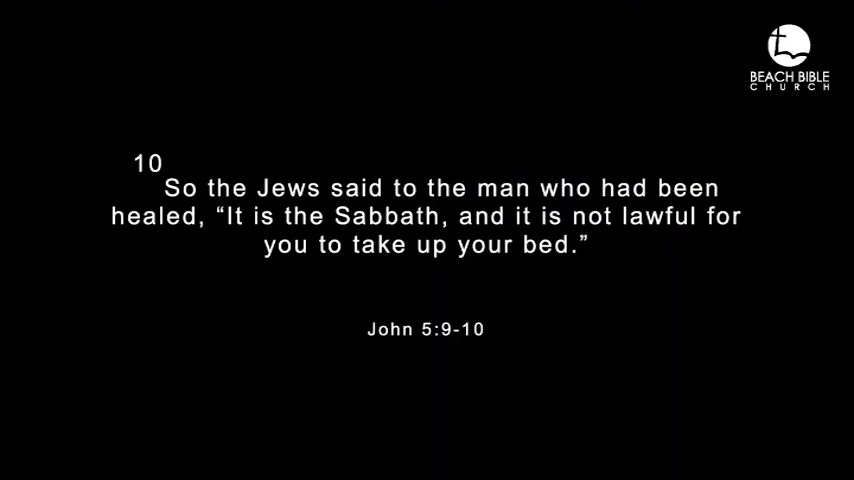 BEACH BIBLE
CHURCH
10
So the Jews said to the man who had been
healed, “It is the Sabbath, and it is not lawful for
you to take up your bed.”
John 5:9-10